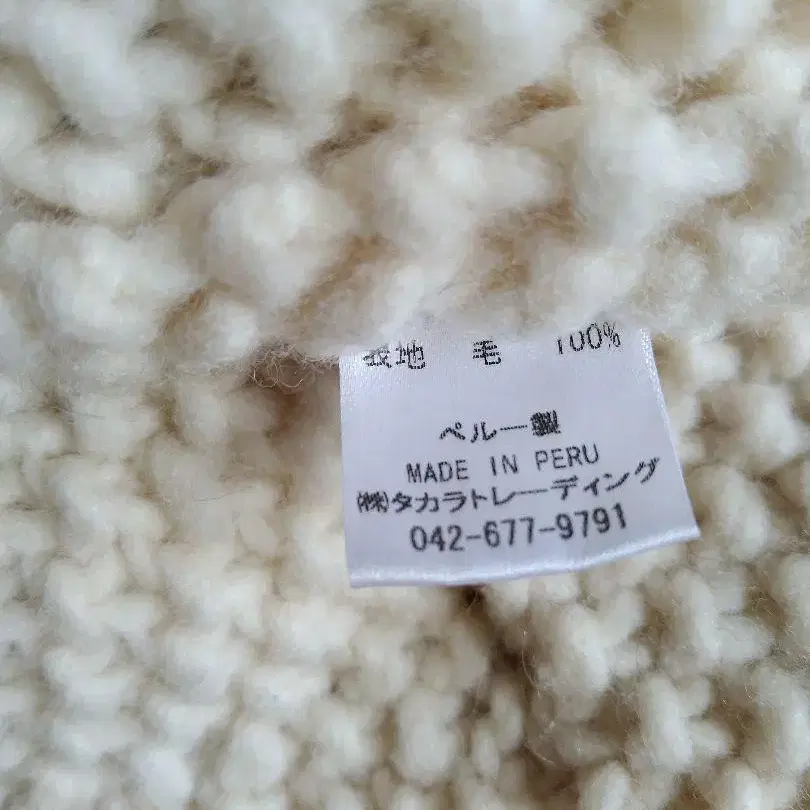 表地 毛 100%
ペルー製
MADE IN PERU
㈱タカラトレーディング
042-677-9791